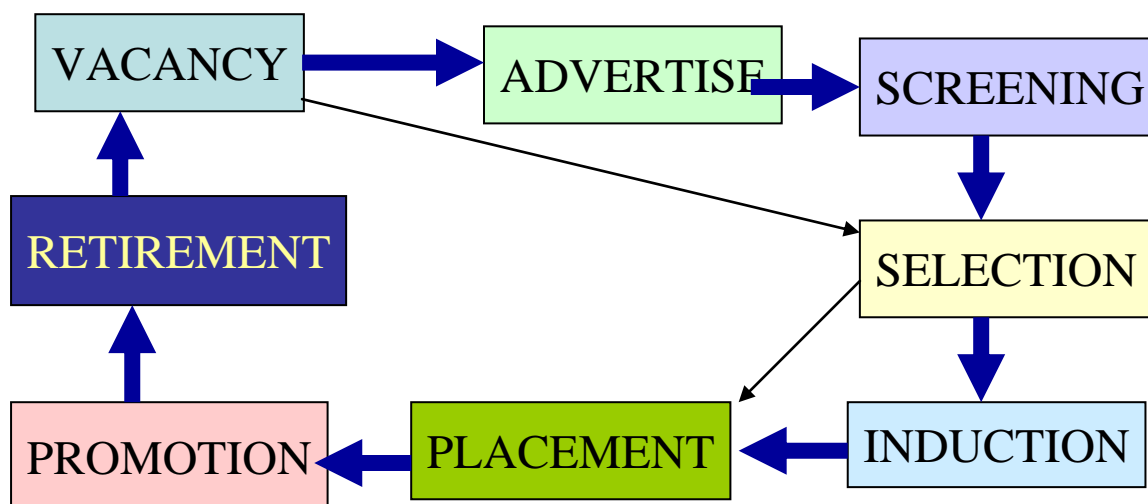 VACANCY
ADVERTISE
SCREENING
RETIREMENT
SELECTION
PROMOTION
PLACEMENT
INDUCTION